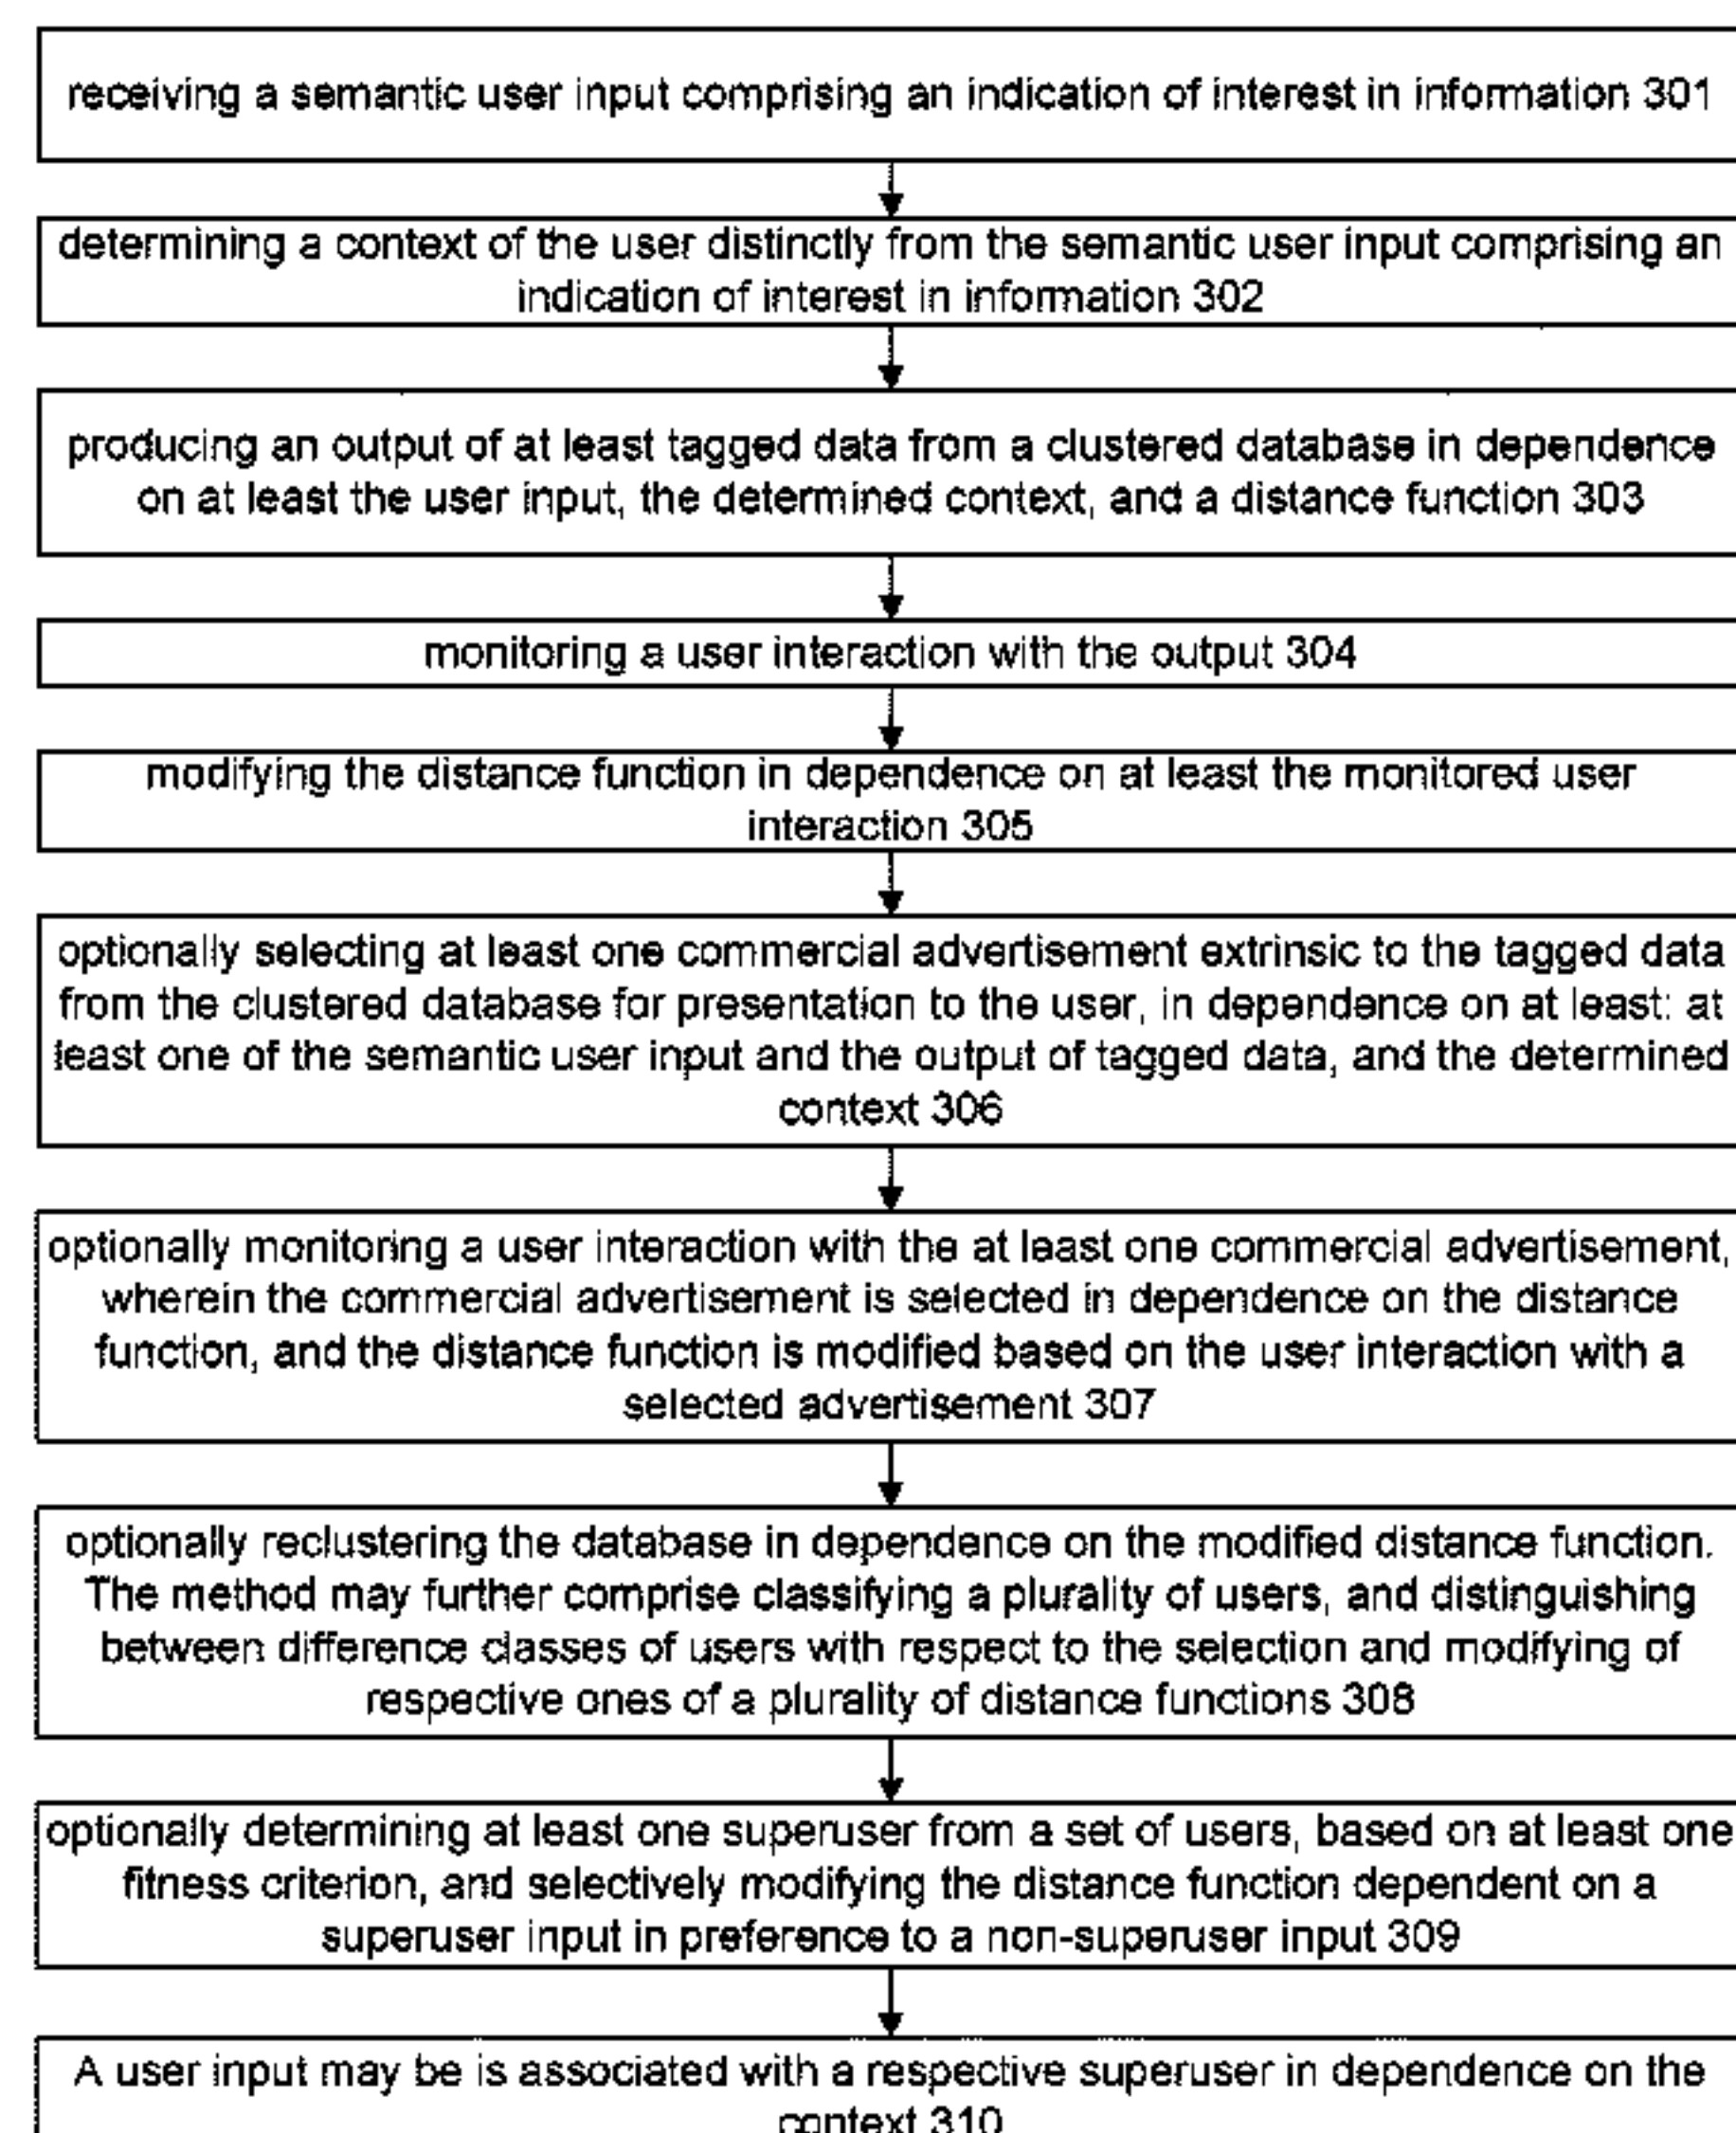 receiving a semantic user input comprising an indication of interest in information 301
determining a context of the user distinctly from the semantic user input comprising an
indication of interest in information 302
producing an output of at least tagged data from a clustered database in dependence
on at least the user input, the determined context, and a distance function 303
monitoring a user interaction with the output 304
modifying the distance function in dependence on at least the monitored user
interaction 305
optionally selecting at least one commercial advertisement extrinsic to the tagged data
from the clustered database for presentation to the user, in dependence on at least: at
least one of the semantic user input and the output of tagged data, and the determined
context 306
optionally monitoring a user interaction with the at least one commercial advertisement,
wherein the commercial advertisement is selected in dependence on the distance
function, and the distance function is modified based on the user interaction with a
selected advertisement 307
optionally reclustering the database in dependence on the modified distance function.
The method may further comprise classifying a plurality of users, and distinguishing
between difference classes of users with respect to the selection and modifying of
respective ones of a plurality of distance functions 308
optionally determining at least one superuser from a set of users, based on at least one
fitness criterion, and selectively modifying the distance function dependent on a
superuser input in preference to a non-superuser input 309
A user input may be is associated with a respective superuser in dependence on the
context 310